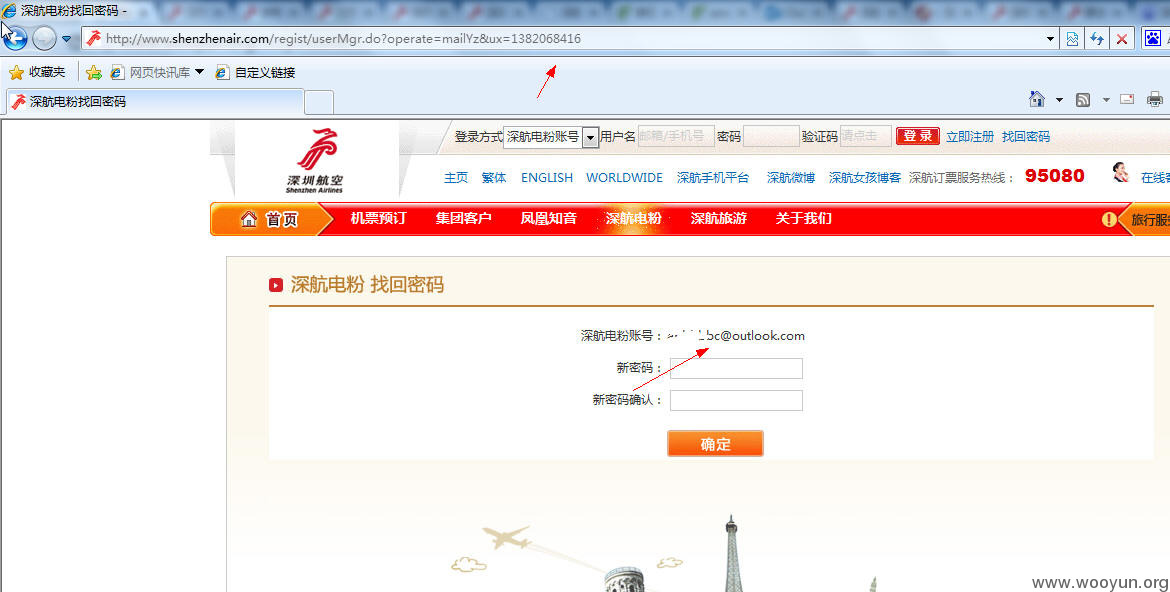 深航电粉找回密码 -
http://www.shenzhenair.com/regist/userMgr.do?operate=mailYz&ux=1382068416
收藏夹 网页快讯库 自定义链接
深航电粉找回密码
登录方式 深航电粉账号 用户名 邮箱/手机号 密码 验证码 请点击 登 录 立即注册 找回密码
深圳航空
Shenzhen Airlines
主页 繁体 ENGLISH WORLDWIDE 深航手机平台 深航微博 深航女孩博客 深航订票服务热线： 95080 在线客
首页 机票预订 集团客户 凤凰知音 深航电粉 深航旅游 关于我们 旅行服
深航电粉 找回密码
深航电粉账号： bc@outlook.com
新密码：
新密码确认：
确定
www.wooyun.org